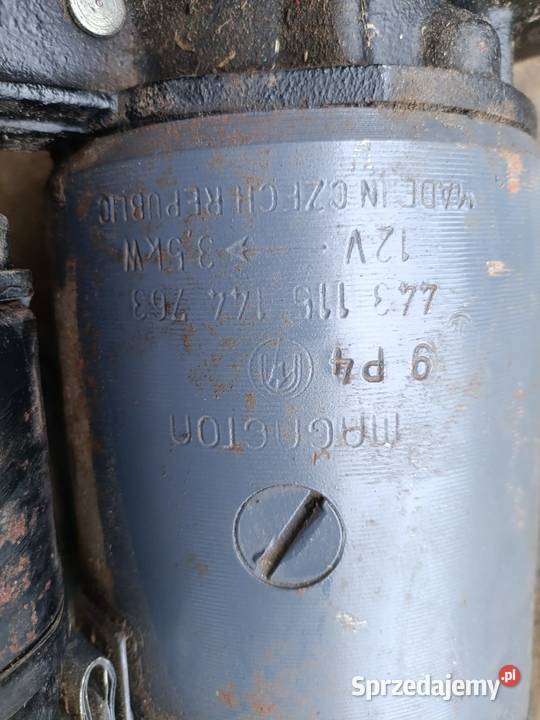 MAGNETON
9 P4
443 115 144 763
12V 3.5kW
MADE IN CZECH REPUBLIC
Sprzedajemy.pl